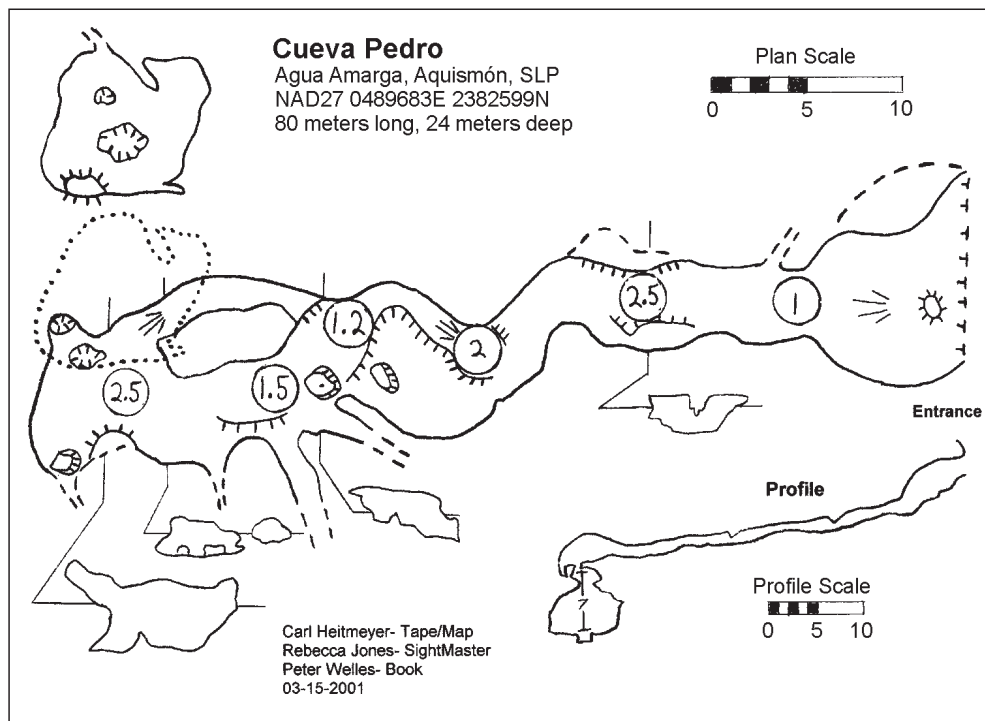 Cueva Pedro
Agua Amarga, Aquismón, SLP
NAD27 0489683E 2382599N
80 meters long, 24 meters deep
Plan Scale
0 5 10
1.2
2.5
1
2
2.5
1.5
Entrance
Profile
7
Profile Scale
0 5 10
Carl Heitmeyer- Tape/Map
Rebecca Jones- SightMaster
Peter Welles- Book
03-15-2001